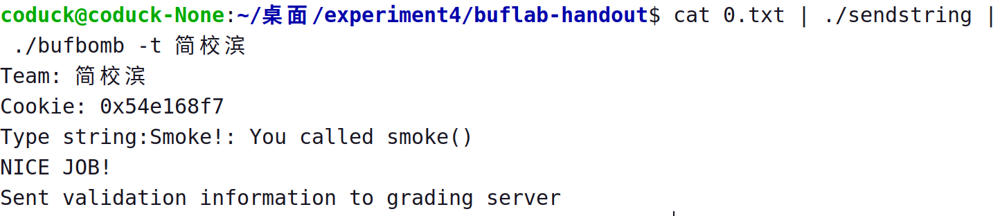 coduck@coduck-None:~/桌面/experiment4/buflab-handout$ cat 0.txt | ./sendstring |
 ./bufbomb -t 简校滨
Team: 简校滨
Cookie: 0x54e168f7
Type string:Smoke!: You called smoke()
NICE JOB!
Sent validation information to grading server